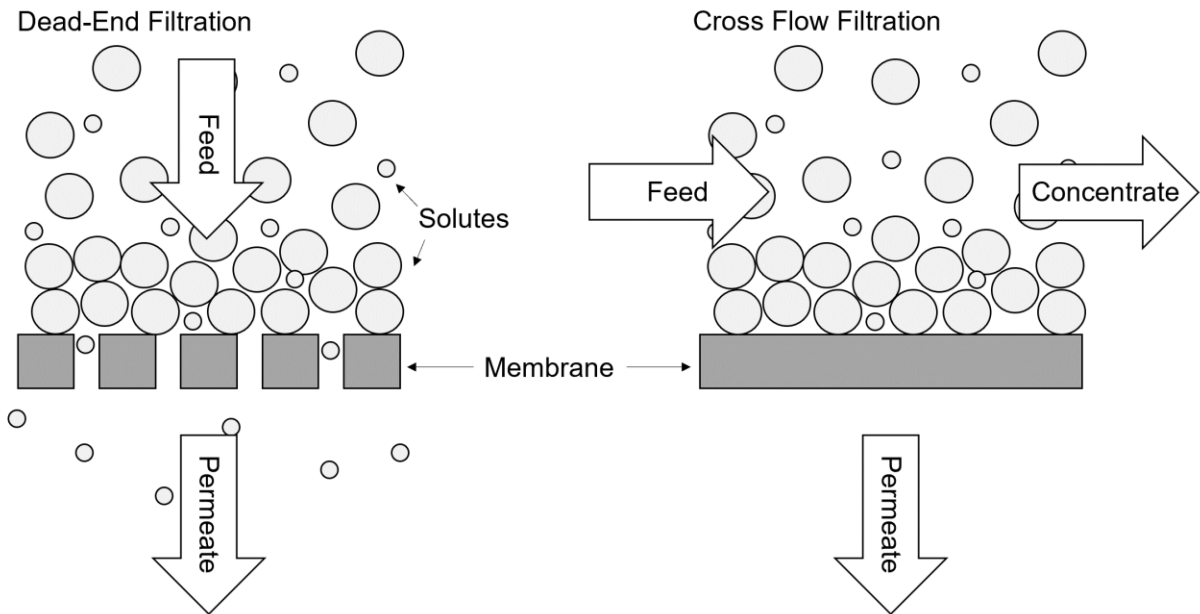 Dead-End Filtration
Cross Flow Filtration
Feed
Solutes
Feed
Concentrate
Membrane
Permeate
Permeate